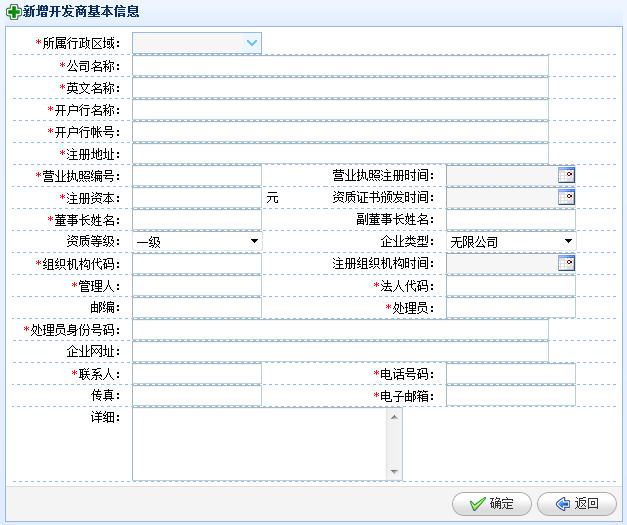 新增开发商基本信息
*所属行政区域：
*公司名称：
*英文名称：
*开户行名称：
*开户行帐号：
*注册地址：
*营业执照编号： 营业执照注册时间：
*注册资本： 元 资质证书颁发时间：
*董事长姓名： 副董事长姓名：
资质等级： 一级 企业类型： 无限公司
*组织机构代码： 注册组织机构时间：
*管理人： *法人代码：
邮编： *处理员：
*处理员身份号码：
企业网址：
*联系人： *电话号码：
传真： *电子邮箱：
详细：
确定 返回